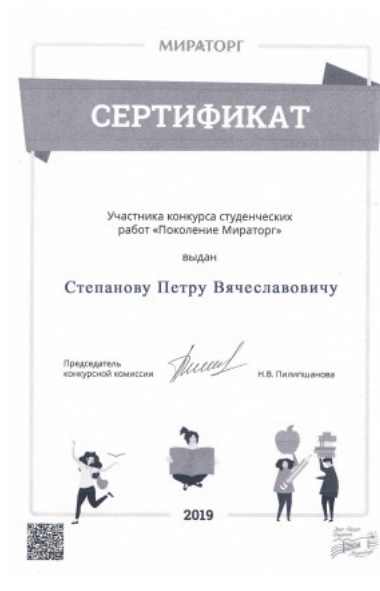 МИРАТОРГ
СЕРТИФИКАТ
Участника конкурса студенческих
работ «Поколение Мираторг»
выдан
Степанову Петру Вячеславовичу
Председатель
конкурсной комиссии
Н.В. Пилипшанова
2019